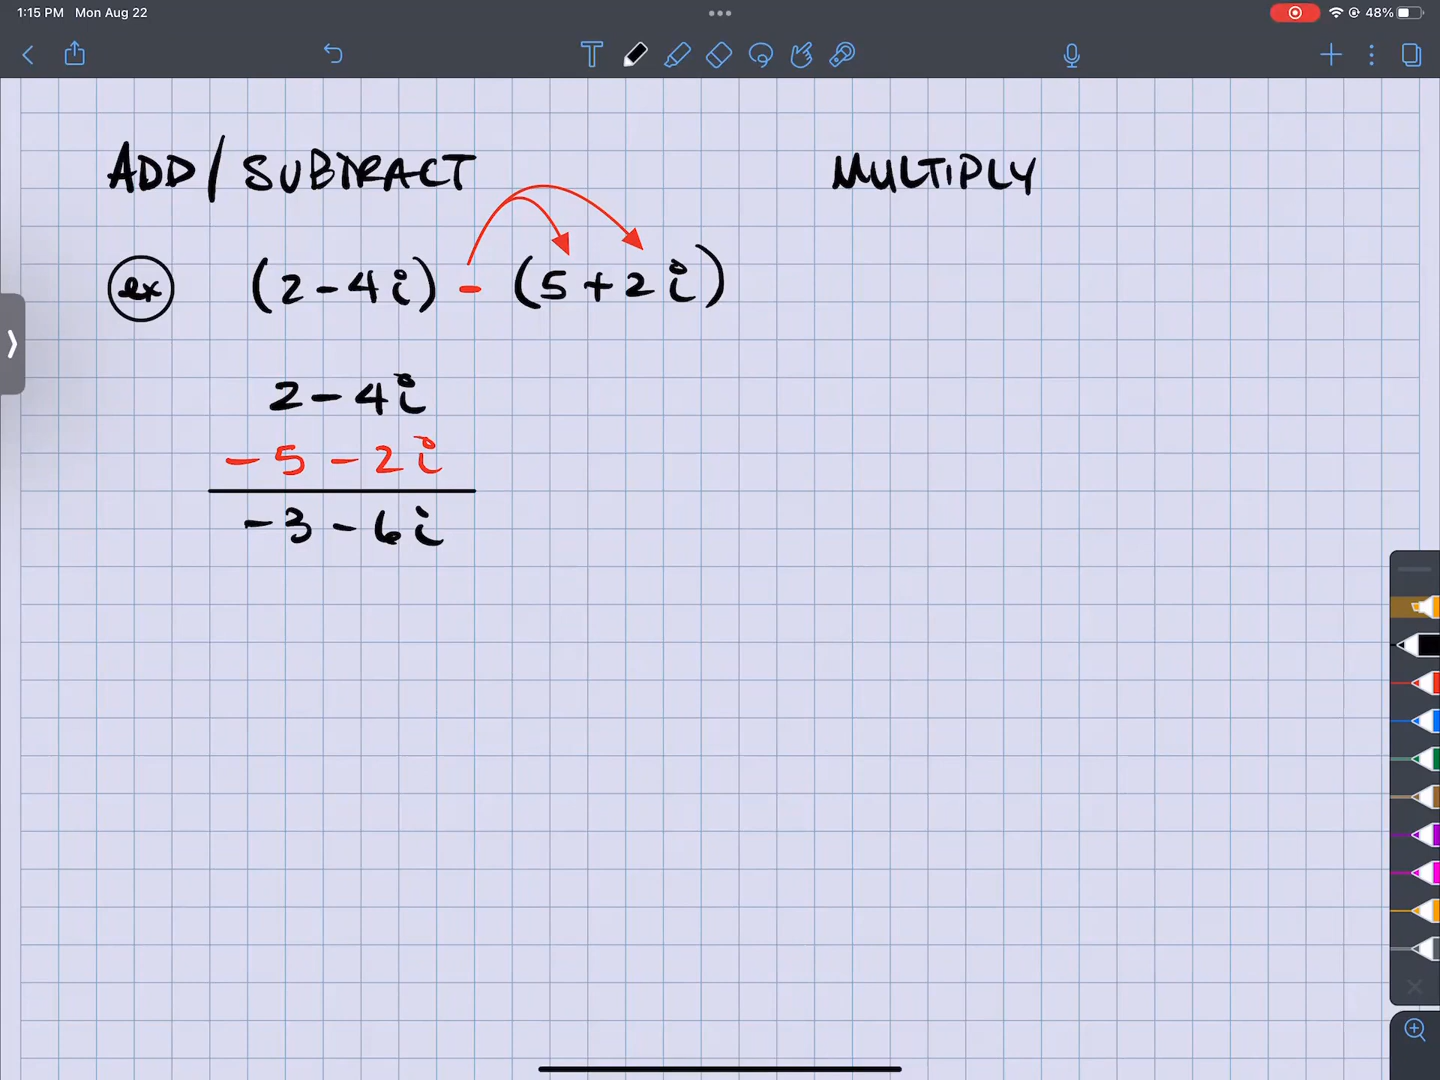 1:15 PM Mon Aug 22
48%
ADD/SUBTRACT
MULTIPLY
ex (2-4i) - (5+2i)
2-4i
-5-2i
-3-6i